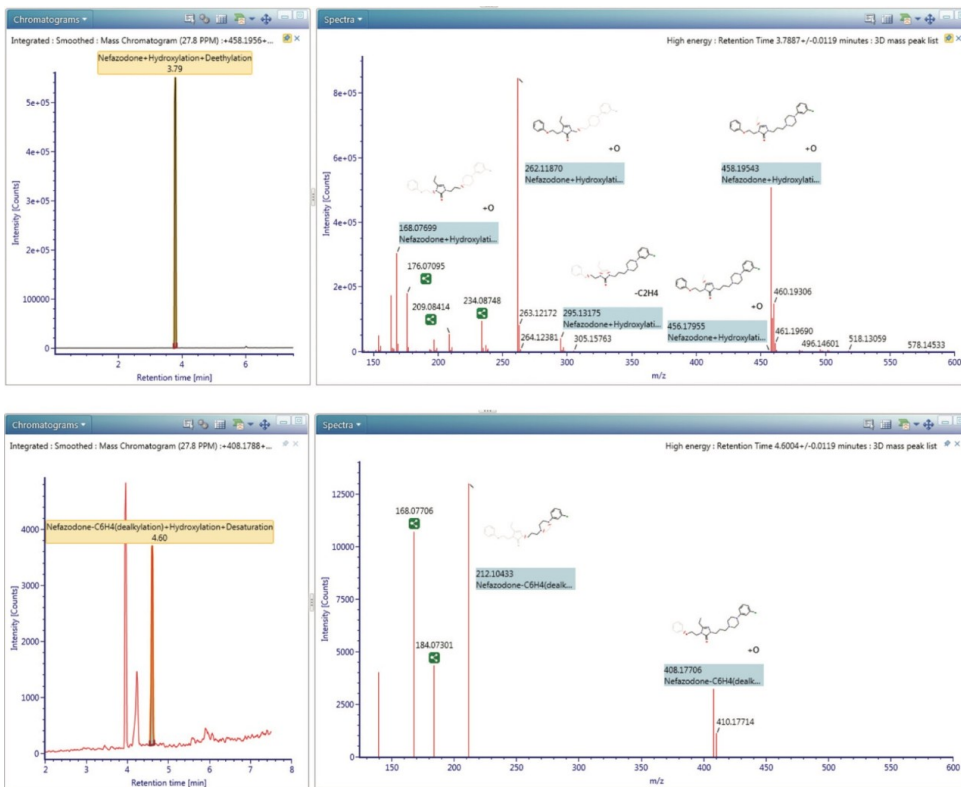 Chromatograms
Integrated : Smoothed : Mass Chromatogram (27.8 PPM) :+458.1956+...
Nefazodone+Hydroxylation+Deethylation
3.79
Intensity [Counts]
5e+05
4e+05
3e+05
2e+05
100000
0
2
4
6
Retention time [min]
Spectra
High energy : Retention Time 3.7887+/-0.0119 minutes : 3D mass peak list
Intensity [Counts]
8e+05
6e+05
4e+05
2e+05
0
+O
262.11870
Nefazodone+Hydroxylati...
+O
458.19543
Nefazodone+Hydroxylati...
+O
168.07699
Nefazodone+Hydroxylati...
176.07095
209.08414
234.08748
-C2H4
263.12172
264.12381
295.13175
Nefazodone+Hydroxylati...
305.15763
+O
456.17955
Nefazodone+Hydroxylati...
460.19306
461.19690
496.14601
518.13059
578.14533
150
200
250
300
350
400
450
500
550
600
m/z
Chromatograms
Integrated : Smoothed : Mass Chromatogram (27.8 PPM) :+408.1788+...
Nefazodone-C6H4(dealkylation)+Hydroxylation+Desaturation
4.60
Intensity [Counts]
4000
3000
2000
1000
0
2
3
4
5
6
7
8
Retention time [min]
Spectra
High energy : Retention Time 4.6004+/-0.0119 minutes : 3D mass peak list
Intensity [Counts]
12500
10000
7500
5000
2500
0
168.07706
212.10433
Nefazodone-C6H4(dealk...
184.07301
+O
408.17706
Nefazodone-C6H4(dealk...
410.17714
150
200
250
300
350
400
450
500
550
600
m/z